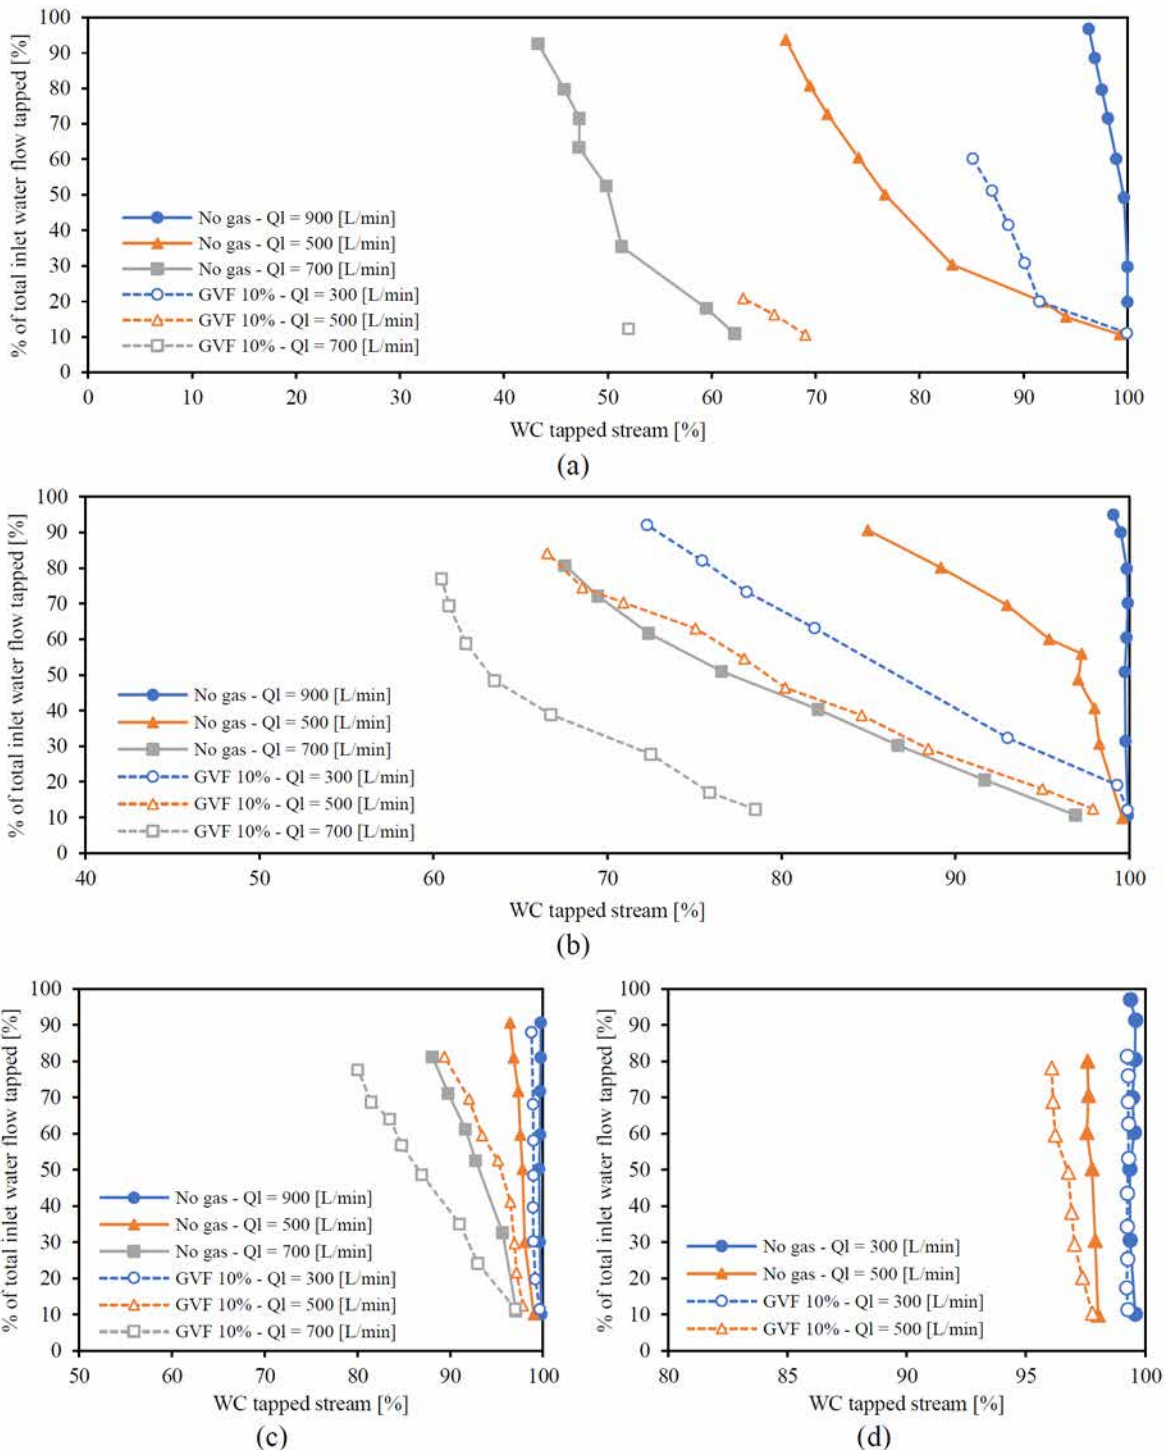 % of total inlet water flow tapped [%]
100
90
80
70
60
50
40
30
20
10
0
No gas - Ql = 900 [L/min]
No gas - Ql = 500 [L/min]
No gas - Ql = 700 [L/min]
GVF 10% - Ql = 300 [L/min]
GVF 10% - Ql = 500 [L/min]
GVF 10% - Ql = 700 [L/min]
0 10 20 30 40 50 60 70 80 90 100
WC tapped stream [%]
(a)
% of total inlet water flow tapped [%]
100
90
80
70
60
50
40
30
20
10
0
No gas - Ql = 900 [L/min]
No gas - Ql = 500 [L/min]
No gas - Ql = 700 [L/min]
GVF 10% - Ql = 300 [L/min]
GVF 10% - Ql = 500 [L/min]
GVF 10% - Ql = 700 [L/min]
40 50 60 70 80 90 100
WC tapped stream [%]
(b)
% of total inlet water flow tapped [%]
100
90
80
70
60
50
40
30
20
10
0
No gas - Ql = 900 [L/min]
No gas - Ql = 500 [L/min]
No gas - Ql = 700 [L/min]
GVF 10% - Ql = 300 [L/min]
GVF 10% - Ql = 500 [L/min]
GVF 10% - Ql = 700 [L/min]
50 60 70 80 90 100
WC tapped stream [%]
(c)
% of total inlet water flow tapped [%]
100
90
80
70
60
50
40
30
20
10
0
No gas - Ql = 300 [L/min]
No gas - Ql = 500 [L/min]
GVF 10% - Ql = 300 [L/min]
GVF 10% - Ql = 500 [L/min]
80 85 90 95 100
WC tapped stream [%]
(d)